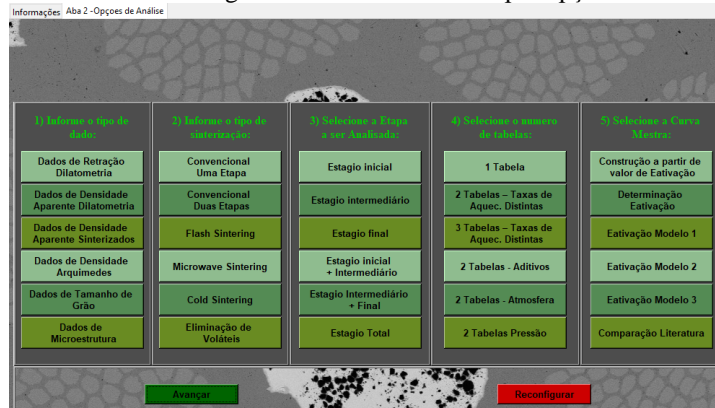 Informações Aba 2 -Opçoes de Análise
1) Informe o tipo de
dado:
Dados de Retração
Dilatometria
Dados de Densidade
Aparente Dilatometria
Dados de Densidade
Aparente Sinterizados
Dados de Densidade
Arquimedes
Dados de Tamanho de
Grão
Dados de
Microestrutura
2) Informe o tipo de
sinterização:
Convencional
Uma Etapa
Convencional
Duas Etapas
Flash Sintering
Microwave Sintering
Cold Sintering
Eliminação de
Voláteis
3) Selecione a Etapa
a ser Analisada:
Estagio inicial
Estagio intermediário
Estagio final
Estagio inicial
+ Intermediário
Estagio Intermediário
+ Final
Estagio Total
4) Selecione o numero
de tabelas:
1 Tabela
2 Tabelas – Taxas de
Aquec. Distintas
3 Tabelas – Taxas de
Aquec. Distintas
2 Tabelas - Aditivos
2 Tabelas - Atmosfera
2 Tabelas Pressão
5) Selecione a Curva
Mestra:
Construção a partir de
valor de Eativação
Determinação
Eativação
Eativação Modelo 1
Eativação Modelo 2
Eativação Modelo 3
Comparação Literatura
Avançar
Reconfigurar